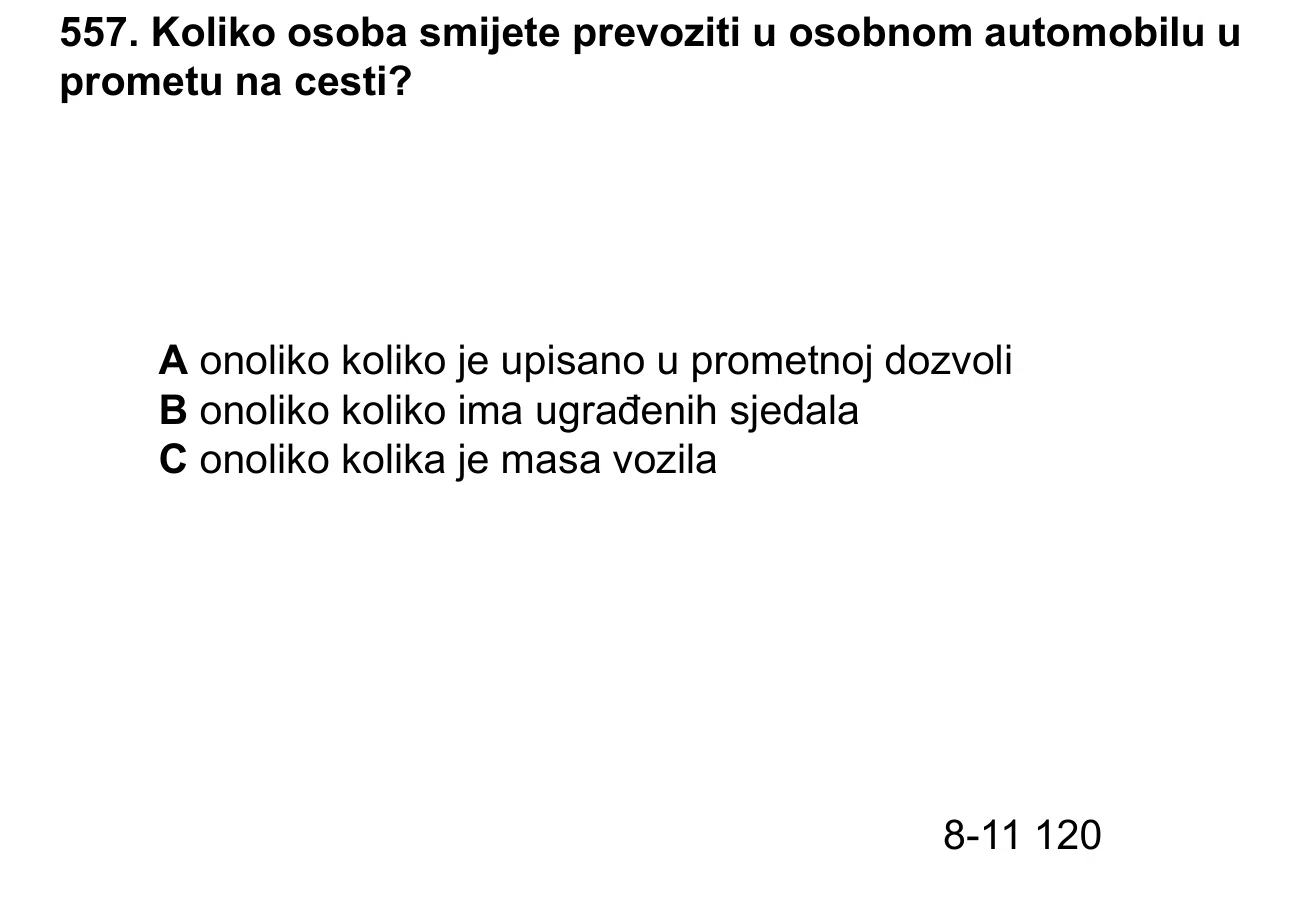 557. Koliko osoba smijete prevoziti u osobnom automobilu u
prometu na cesti?
A onoliko koliko je upisano u prometnoj dozvoli
B onoliko koliko ima ugrađenih sjedala
C onoliko kolika je masa vozila
8-11 120